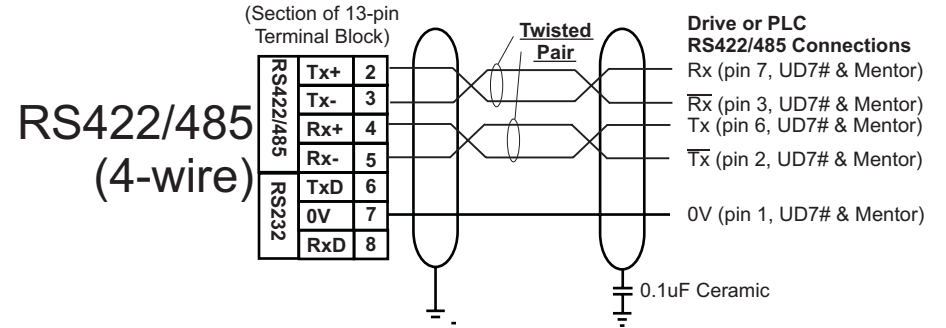 (Section of 13-pin
Terminal Block)
Twisted
Pair
Drive or PLC
RS422/485 Connections
RS422/485
(4-wire)
RS422/485
Tx+ 2
Tx- 3
Rx+ 4
Rx- 5
RS232
TxD 6
0V 7
RxD 8
Rx (pin 7, UD7# & Mentor)
R̅x̅ (pin 3, UD7# & Mentor)
Tx (pin 6, UD7# & Mentor)
T̅x̅ (pin 2, UD7# & Mentor)
0V (pin 1, UD7# & Mentor)
0.1uF Ceramic